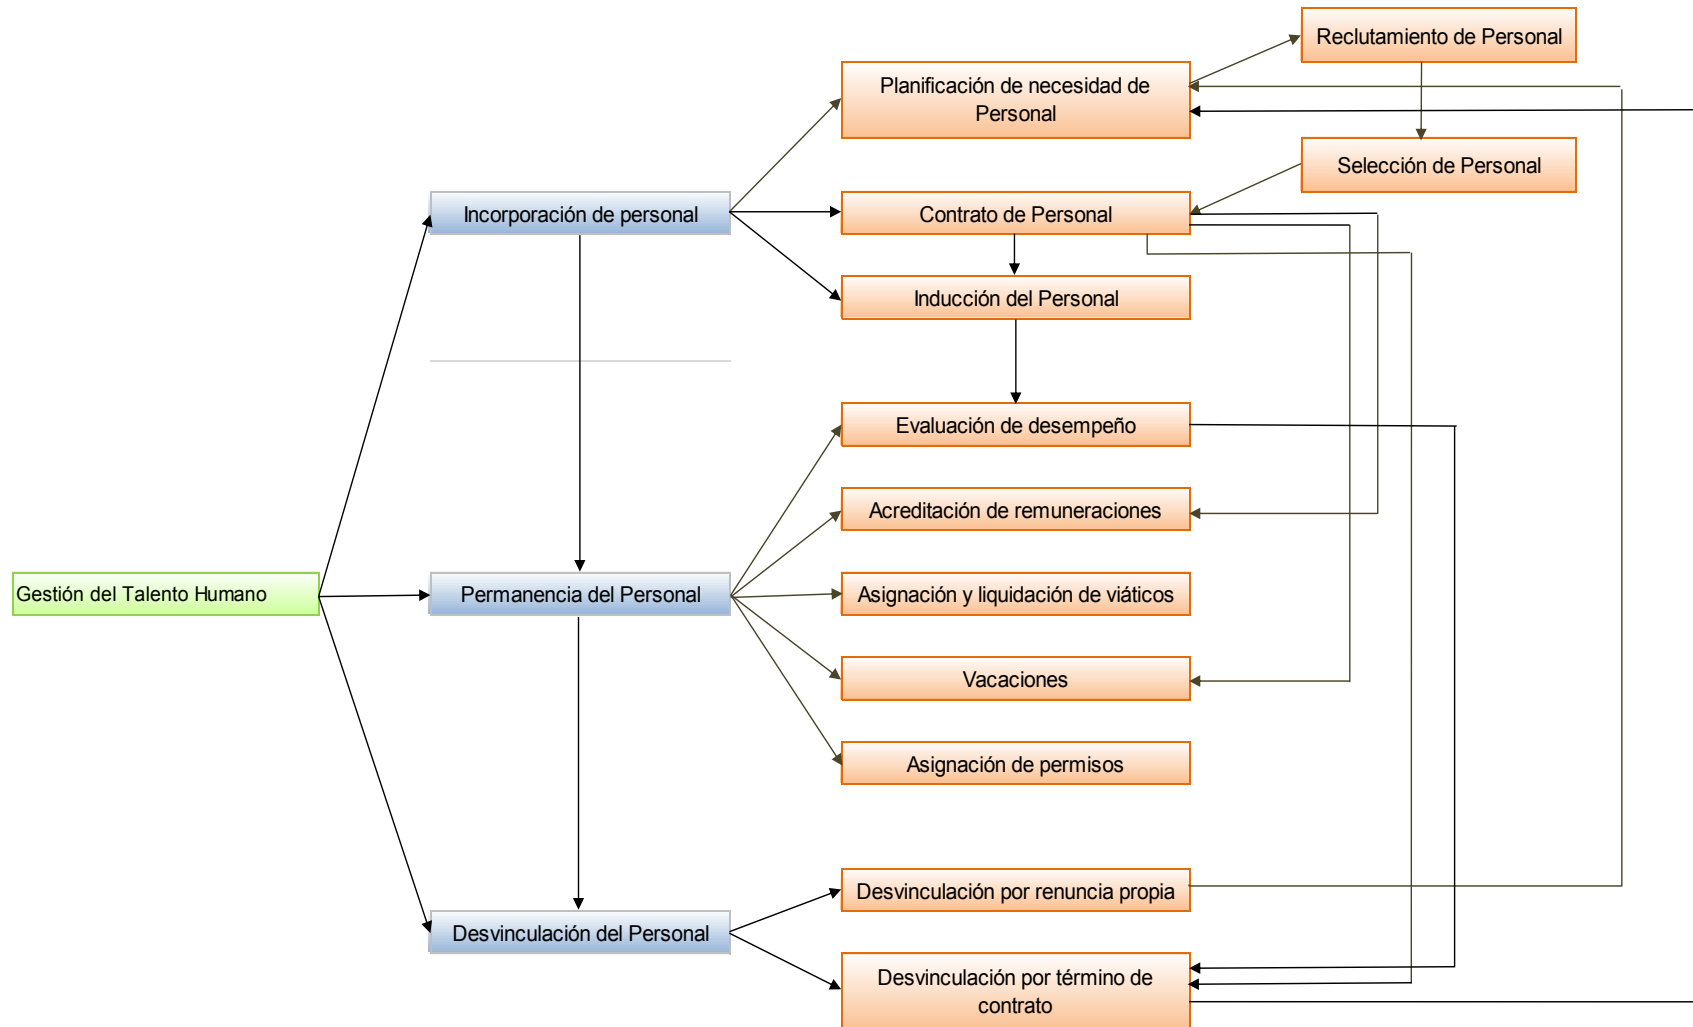 Reclutamiento de Personal
Planificación de necesidad de
Personal
Selección de Personal
Incorporación de personal
Contrato de Personal
Inducción del Personal
Evaluación de desempeño
Acreditación de remuneraciones
Gestión del Talento Humano
Permanencia del Personal
Asignación y liquidación de viáticos
Vacaciones
Asignación de permisos
Desvinculación por renuncia propia
Desvinculación del Personal
Desvinculación por término de
contrato